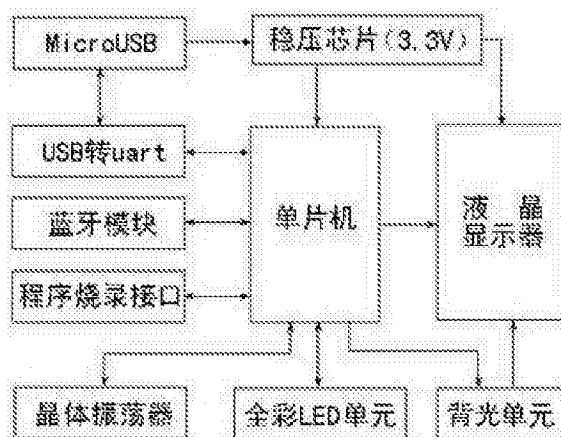 MicroUSB
稳压芯片(3.3V)
USB转uart
蓝牙模块
程序烧录接口
单片机
液晶
显示器
晶体振荡器
全彩LED单元
背光单元